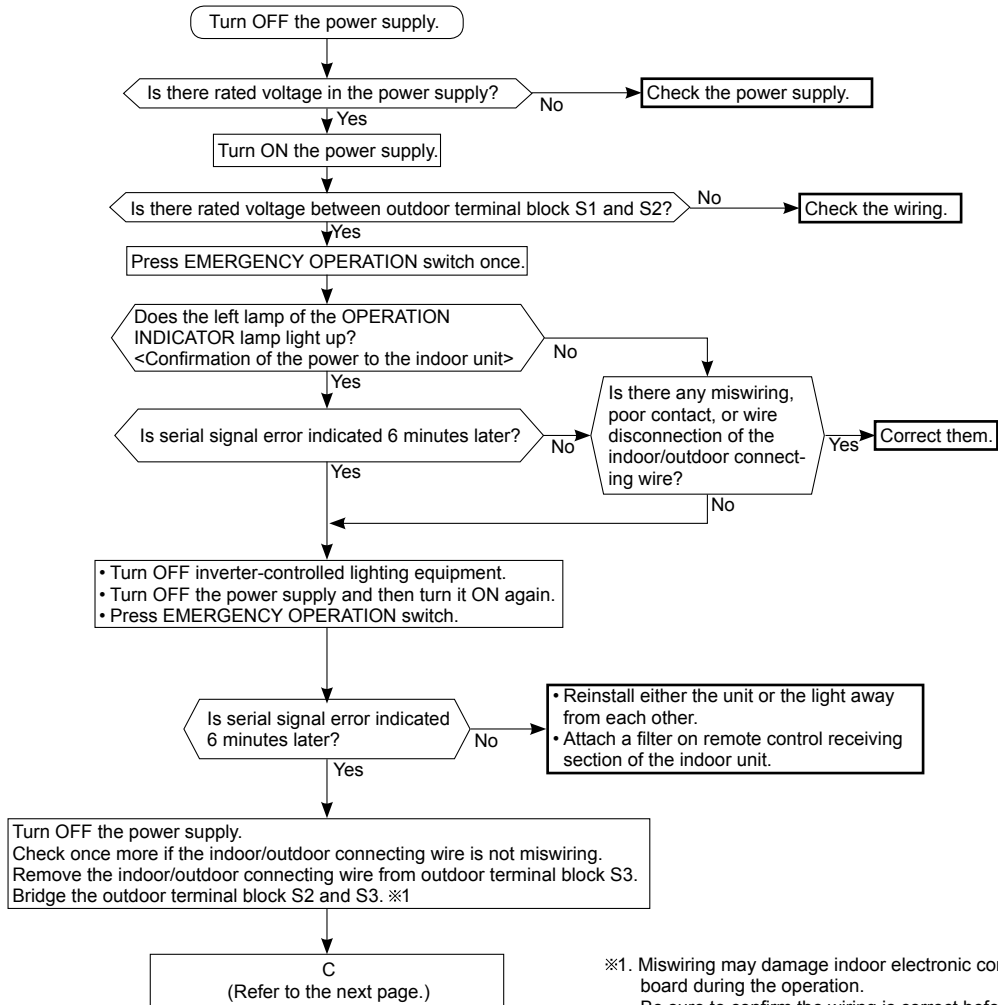 Turn OFF the power supply.
Is there rated voltage in the power supply?
No
Check the power supply.
Yes
Turn ON the power supply.
Is there rated voltage between outdoor terminal block S1 and S2?
No
Check the wiring.
Yes
Press EMERGENCY OPERATION switch once.
Does the left lamp of the OPERATION
INDICATOR lamp light up?
<Confirmation of the power to the indoor unit>
No
Yes
Is serial signal error indicated 6 minutes later?
No
Yes
Is there any miswiring,
poor contact, or wire
disconnection of the
indoor/outdoor connect-
ing wire?
Yes
Correct them.
No
• Turn OFF inverter-controlled lighting equipment.
• Turn OFF the power supply and then turn it ON again.
• Press EMERGENCY OPERATION switch.
Is serial signal error indicated
6 minutes later?
No
• Reinstall either the unit or the light away
from each other.
• Attach a filter on remote control receiving
section of the indoor unit.
Yes
Turn OFF the power supply.
Check once more if the indoor/outdoor connecting wire is not miswiring.
Remove the indoor/outdoor connecting wire from outdoor terminal block S3.
Bridge the outdoor terminal block S2 and S3. ※1
C
(Refer to the next page.)
※1. Miswiring may damage indoor electronic
board during the operation.